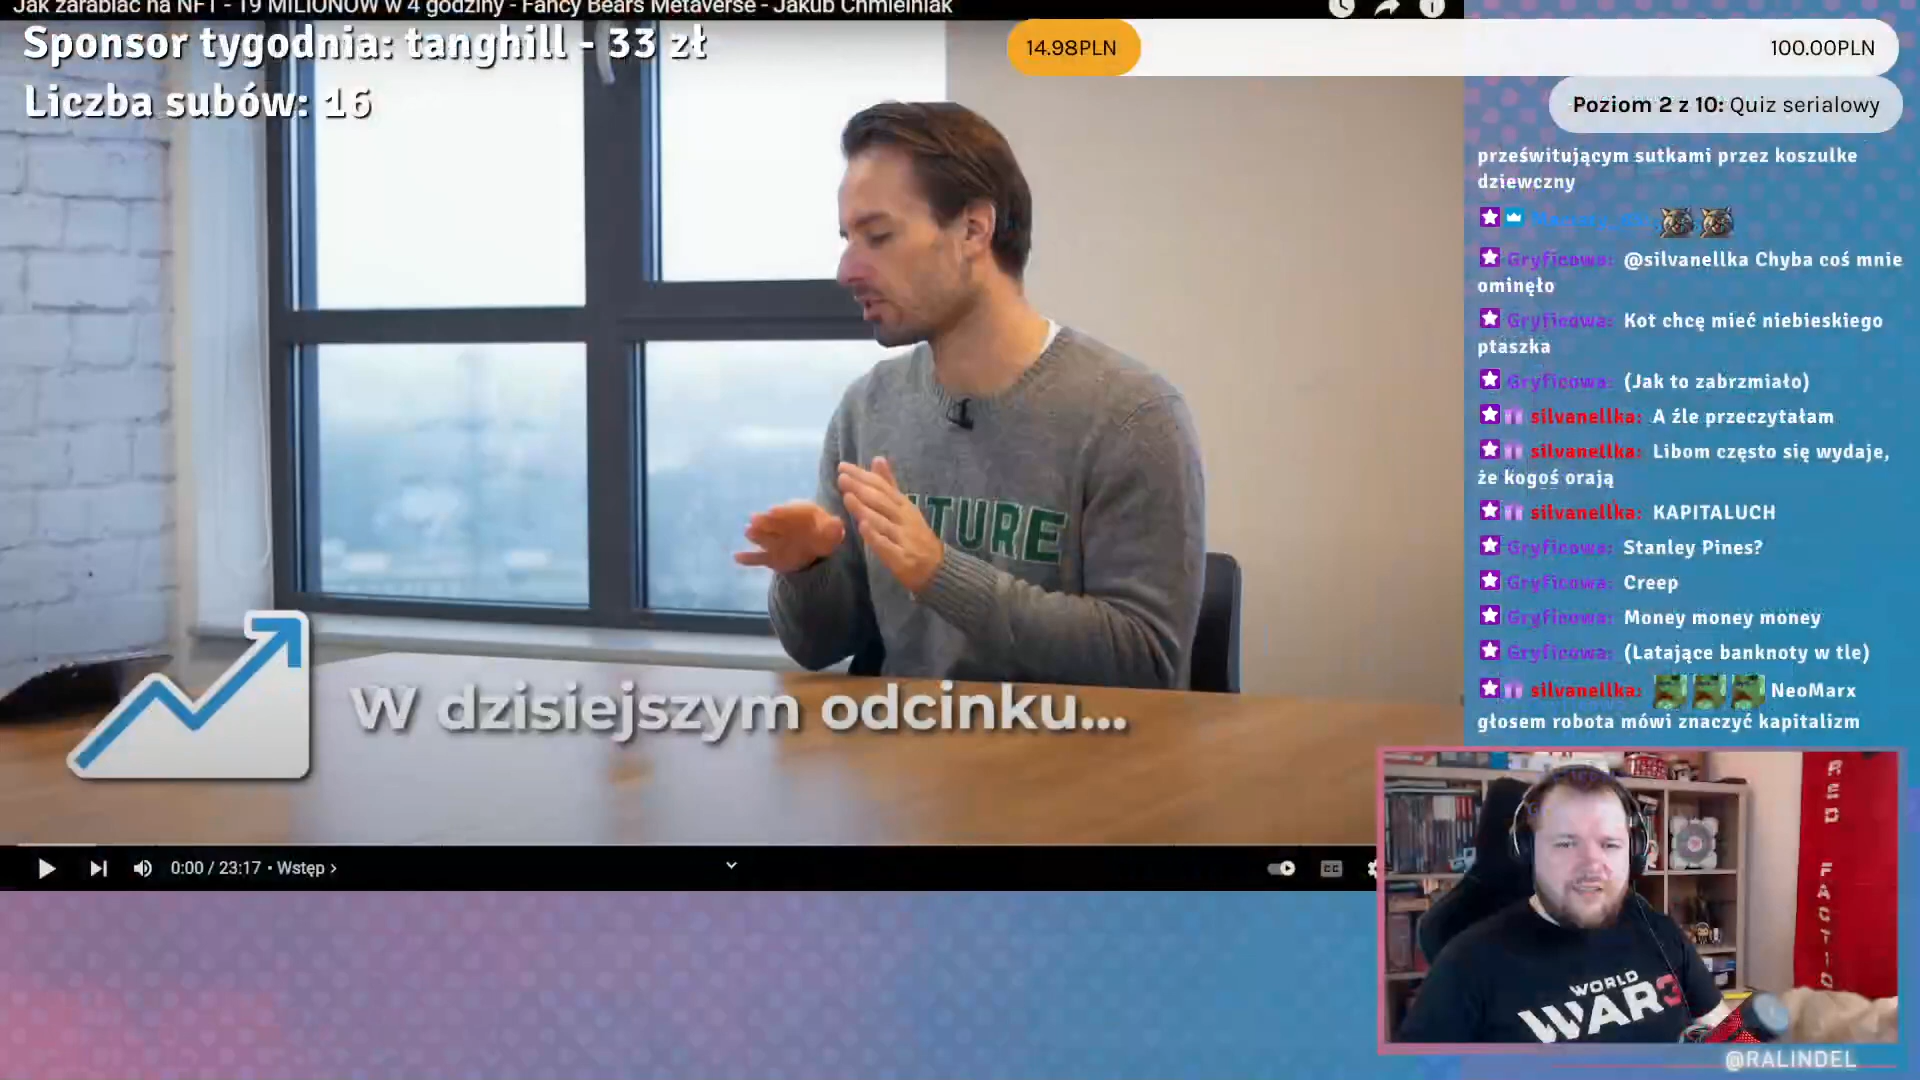 Jak zarabiać na NFT - 19 MILIONÓW w 4 godziny - Fancy Bears Metaverse - Jakub Chmielniak
Sponsor tygodnia: tanghill - 33 zł
Liczba subów: 16
14.98PLN
100.00PLN
Poziom 2 z 10: Quiz serialowy
prześwitującym sutkami przez koszulke
dziewczny
Gryficowa: @silvanellka Chyba coś mnie
ominęło
Gryficowa: Kot chcę mieć niebieskiego
ptaszka
Gryficowa: (Jak to zabrzmiało)
silvanellka: A źle przeczytałam
silvanellka: Libom często się wydaje,
że kogoś orają
silvanellka: KAPITALUCH
Gryficowa: Stanley Pines?
Gryficowa: Creep
Gryficowa: Money money money
Gryficowa: (Latające banknoty w tle)
silvanellka: NeoMarx
głosem robota mówi znaczyć kapitalizm
TURE
W dzisiejszym odcinku...
0:00 / 23:17 • Wstęp ›
CC
RED FACTIO
WORLD
WAR3
@RALINDEL